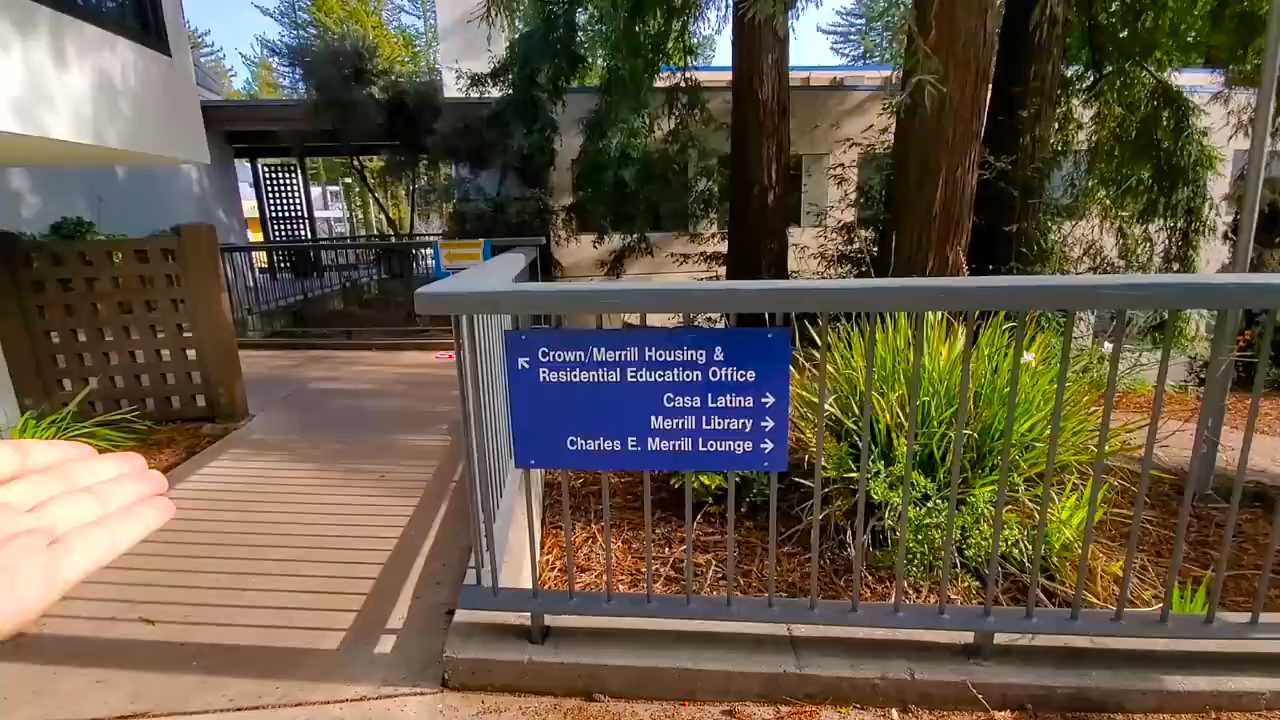 ↖ Crown/Merrill Housing &
Residential Education Office
Casa Latina →
Merrill Library →
Charles E. Merrill Lounge →